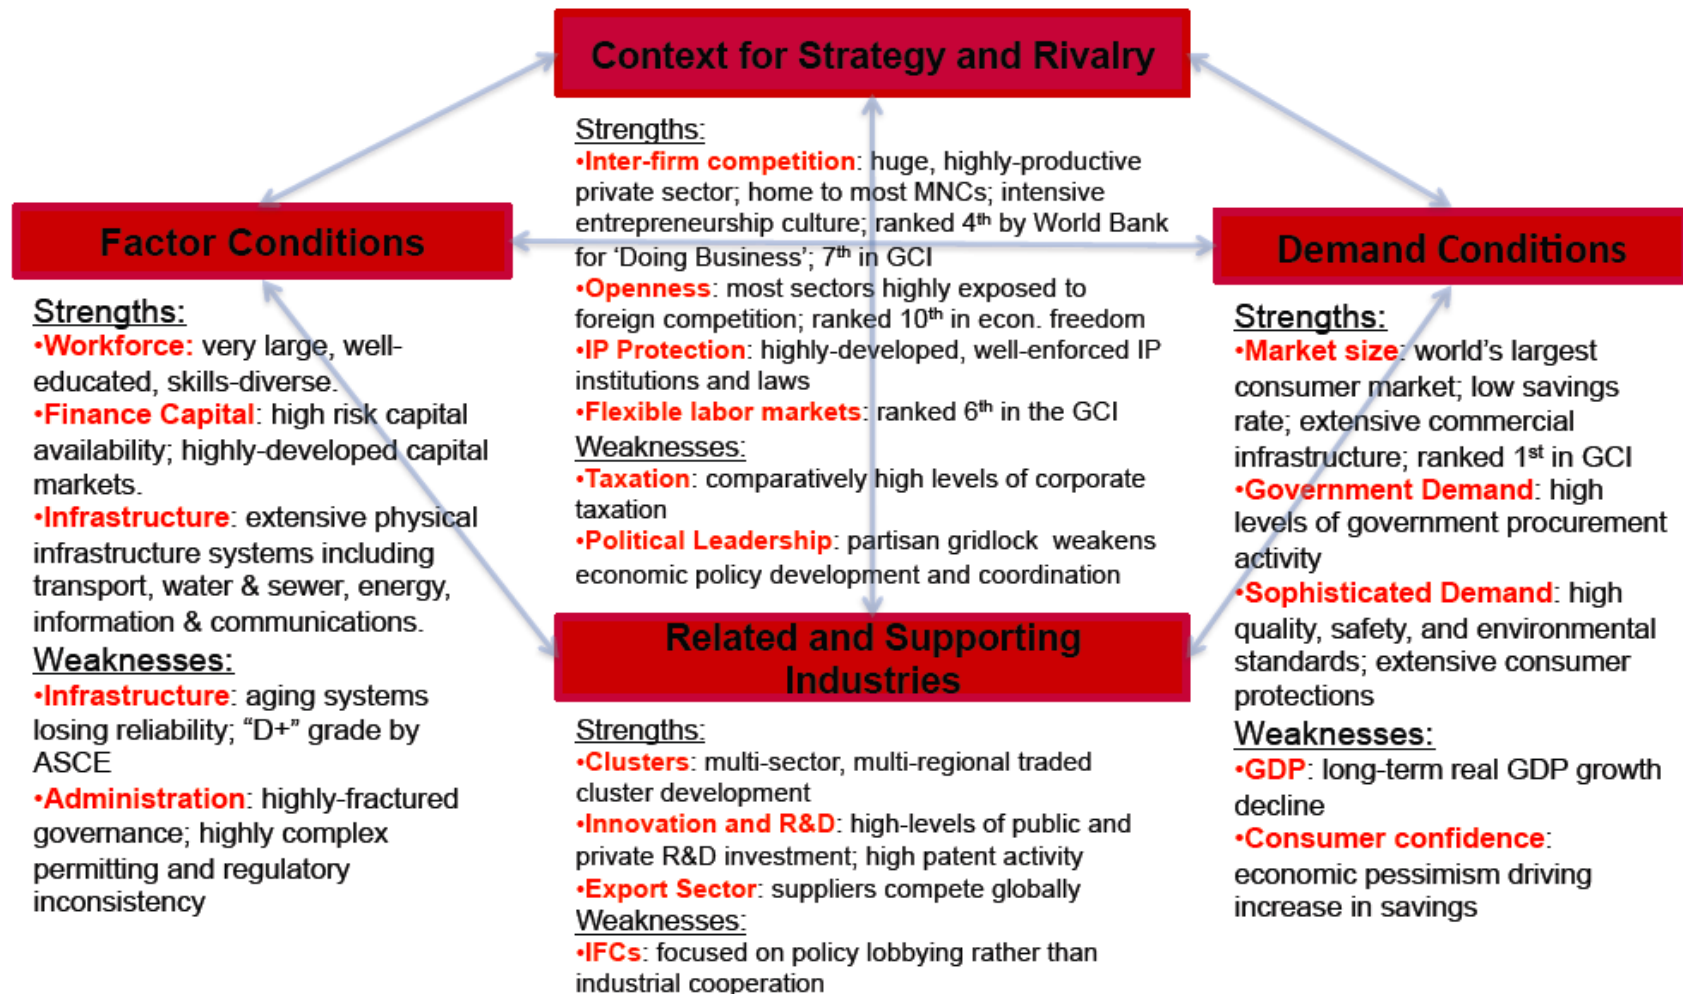 Context for Strategy and Rivalry
Strengths:
•Inter-firm competition: huge, highly-productive
private sector; home to most MNCs; intensive
entrepreneurship culture; ranked 4th by World Bank
for ‘Doing Business’; 7th in GCI
•Openness: most sectors highly exposed to
foreign competition; ranked 10th in econ. freedom
•IP Protection: highly-developed, well-enforced IP
institutions and laws
•Flexible labor markets: ranked 6th in the GCI
Weaknesses:
•Taxation: comparatively high levels of corporate
taxation
•Political Leadership: partisan gridlock weakens
economic policy development and coordination
Factor Conditions
Strengths:
•Workforce: very large, well-
educated, skills-diverse.
•Finance Capital: high risk capital
availability; highly-developed capital
markets.
•Infrastructure: extensive physical
infrastructure systems including
transport, water & sewer, energy,
information & communications.
Weaknesses:
•Infrastructure: aging systems
losing reliability; “D+” grade by
ASCE
•Administration: highly-fractured
governance; highly complex
permitting and regulatory
inconsistency
Demand Conditions
Strengths:
•Market size: world’s largest
consumer market; low savings
rate; extensive commercial
infrastructure; ranked 1st in GCI
•Government Demand: high
levels of government procurement
activity
•Sophisticated Demand: high
quality, safety, and environmental
standards; extensive consumer
protections
Weaknesses:
•GDP: long-term real GDP growth
decline
•Consumer confidence:
economic pessimism driving
increase in savings
Related and Supporting
Industries
Strengths:
•Clusters: multi-sector, multi-regional traded
cluster development
•Innovation and R&D: high-levels of public and
private R&D investment; high patent activity
•Export Sector: suppliers compete globally
Weaknesses:
•IFCs: focused on policy lobbying rather than
industrial cooperation